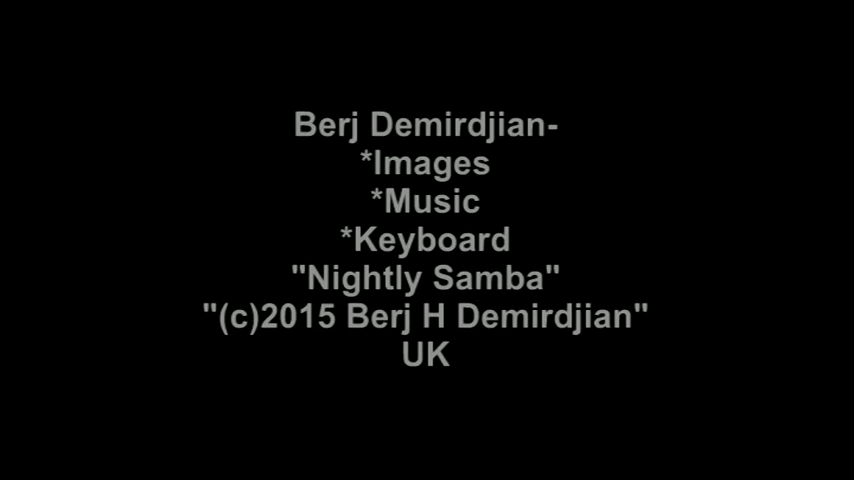 Berj Demirdjian-
*Images
*Music
*Keyboard
"Nightly Samba"
"(c)2015 Berj H Demirdjian"
UK